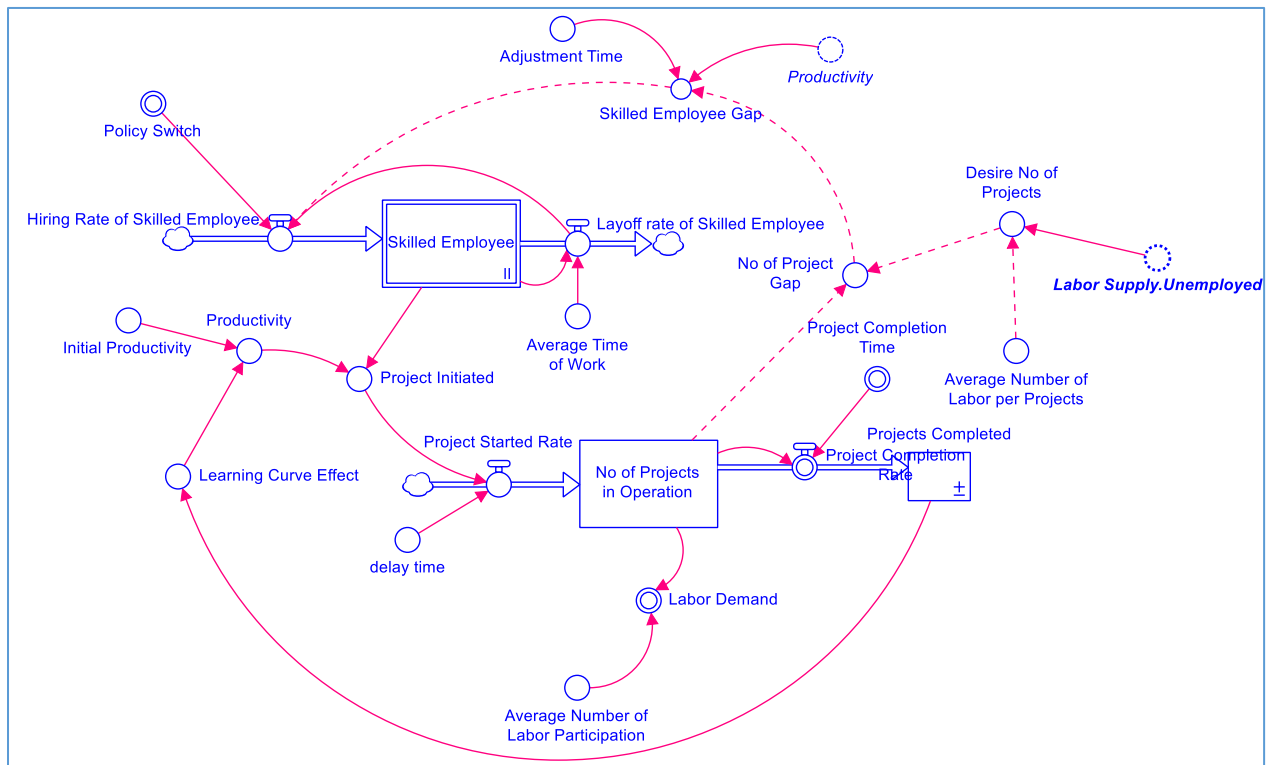 Adjustment Time
Productivity
Skilled Employee Gap
Policy Switch
Desire No of
Projects
Hiring Rate of Skilled Employee
Skilled Employee
Layoff rate of Skilled Employee
No of Project
Gap
Labor Supply.Unemployed
Initial Productivity
Productivity
Average Time
of Work
Project Completion
Time
Project Initiated
Average Number of
Labor per Projects
Project Started Rate
Projects Completed
Project Completion
Rate
Learning Curve Effect
No of Projects
in Operation
delay time
Labor Demand
Average Number of
Labor Participation